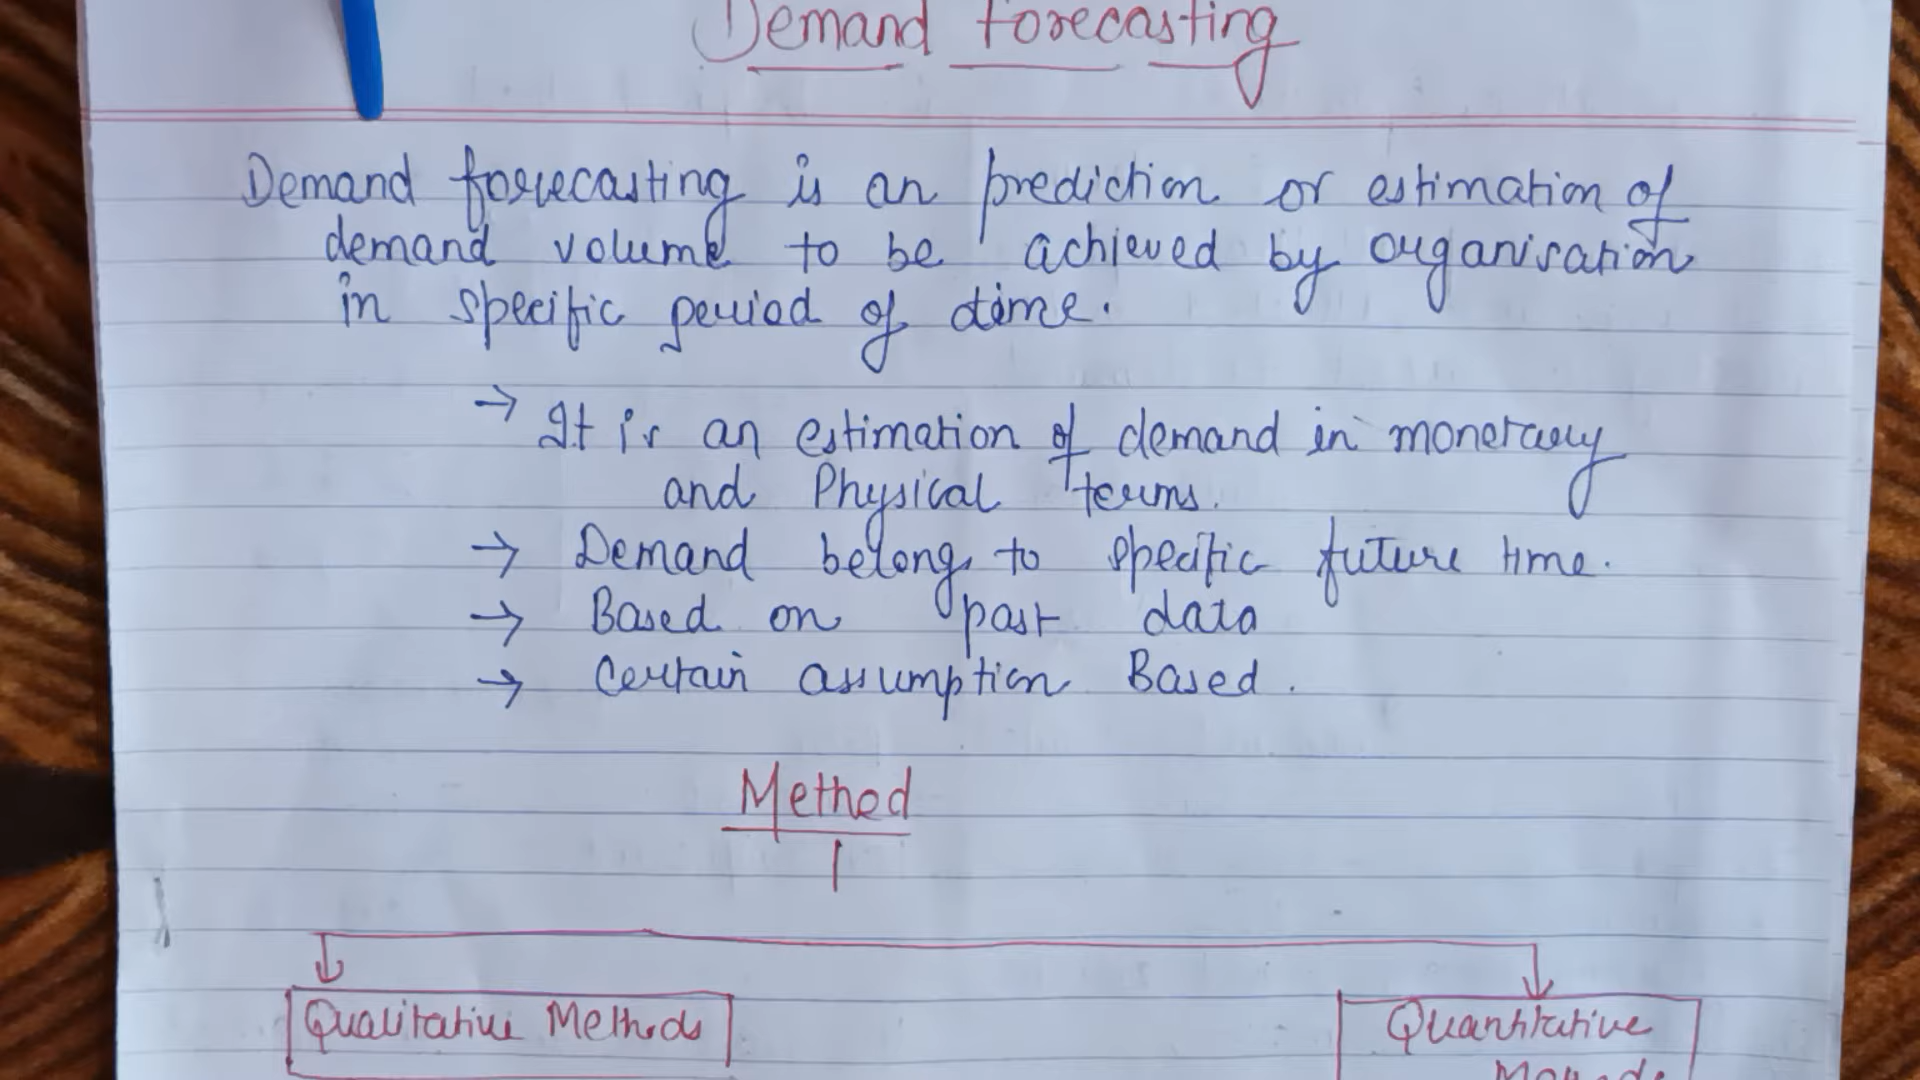 Demand Forecasting
Demand forecasting is an prediction or estimation of
demand volume to be achieved by organisation
in specific period of time.
→ It is an estimation of demand in monetary
and Physical terms.
→ Demand belong to specific future time.
→ Based on past data
→ Certain assumption Based.
Method
Qualitative Methods
Quantitative
Methods